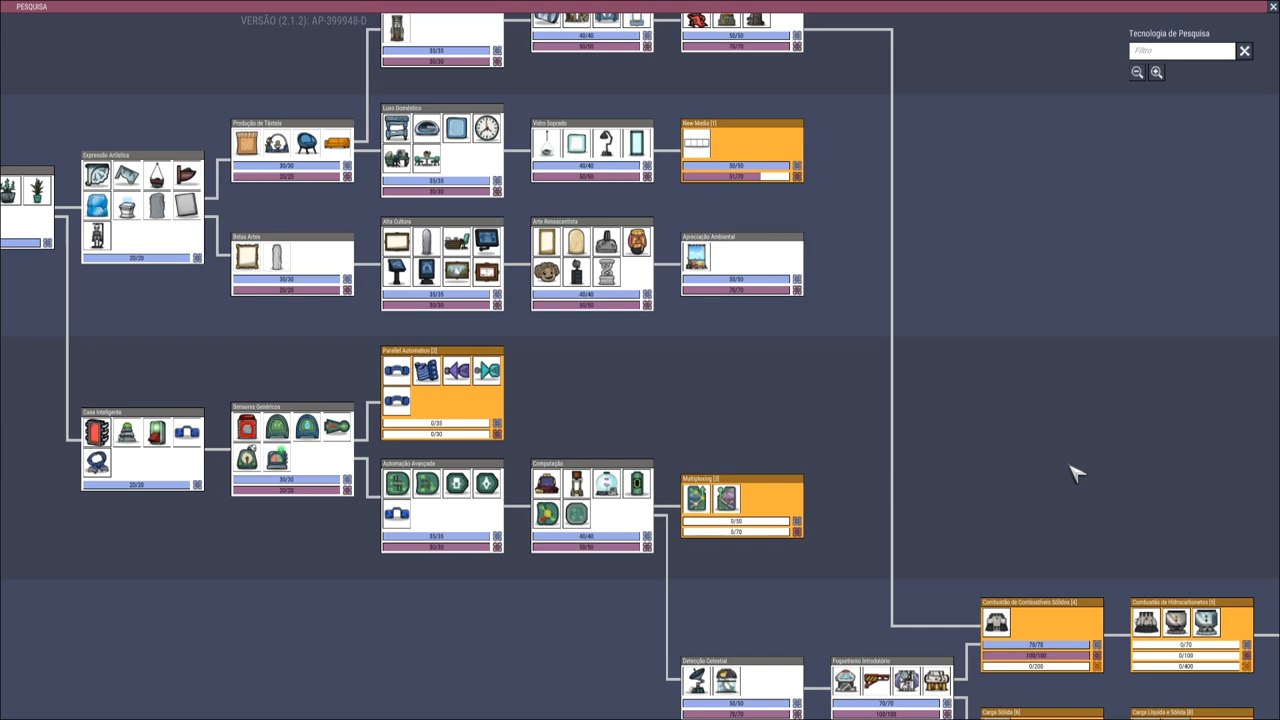 PESQUISA
VERSÃO (2.1.2): AP-399948-D
Tecnologia de Pesquisa
Filtro
35/35
35/20
40/40
50/50
50/50
70/70
Luxo Doméstico
35/35
30/30
Produção de Têxteis
30/30
20/20
Vidro Soprado
40/40
50/50
New Media [1]
50/50
51/70
Expressão Artística
20/20
Belas Artes
30/30
20/20
Alta Cultura
35/35
30/30
Arte Renascentista
40/40
50/50
Apreciação Ambiental
50/50
70/70
Parallel Automation [2]
0/35
0/30
Casa Inteligente
20/20
Sensores Genéricos
30/30
20/20
Automação Avançada
35/35
30/30
Computação
40/40
50/50
Multiplexing [3]
0/50
0/70
Combustão de Combustíveis Sólidos [4]
70/70
100/100
0/200
Combustão de Hidrocarbonetos [5]
0/70
0/100
0/400
Detecção Celestial
50/50
70/70
Foguetismo Introdutório
70/70
100/100
Carga Sólida [6]